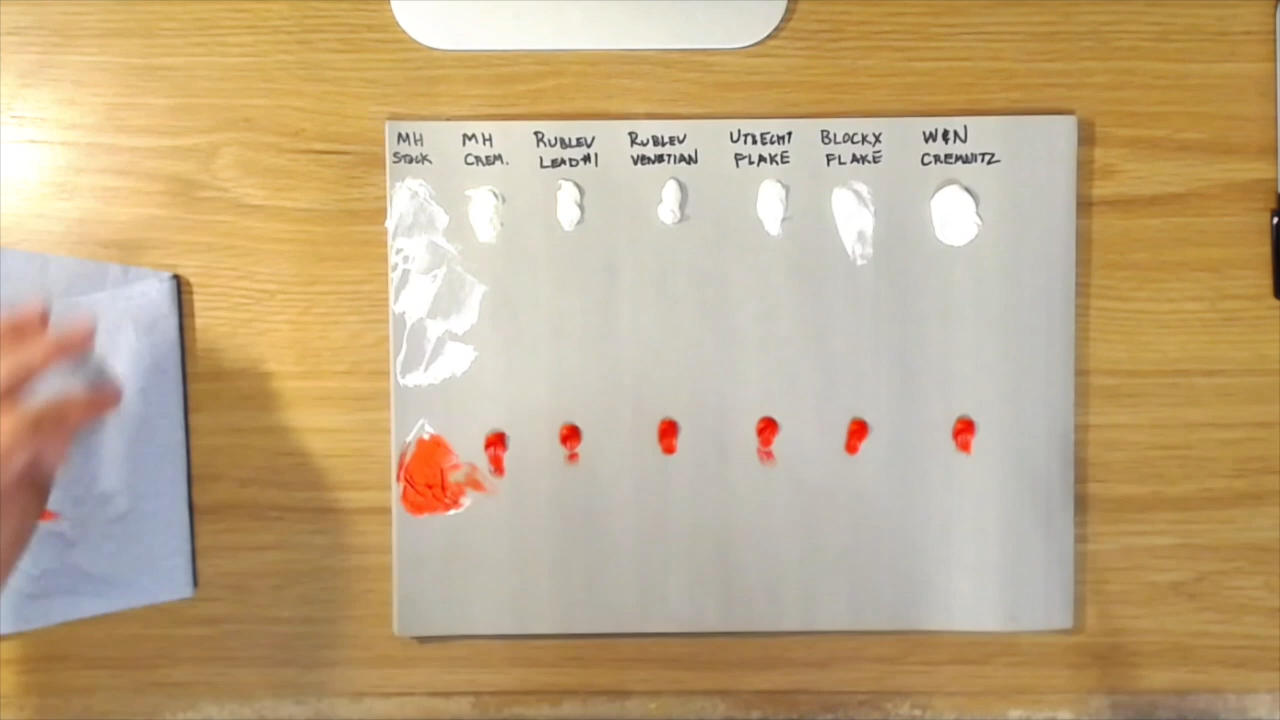 MH STOCK
MH CREM.
RUBLEV LEAD #1
RUBLEV VENETIAN
UTRECHT FLAKE
BLOCKX FLAKE
W&N CREMNITZ